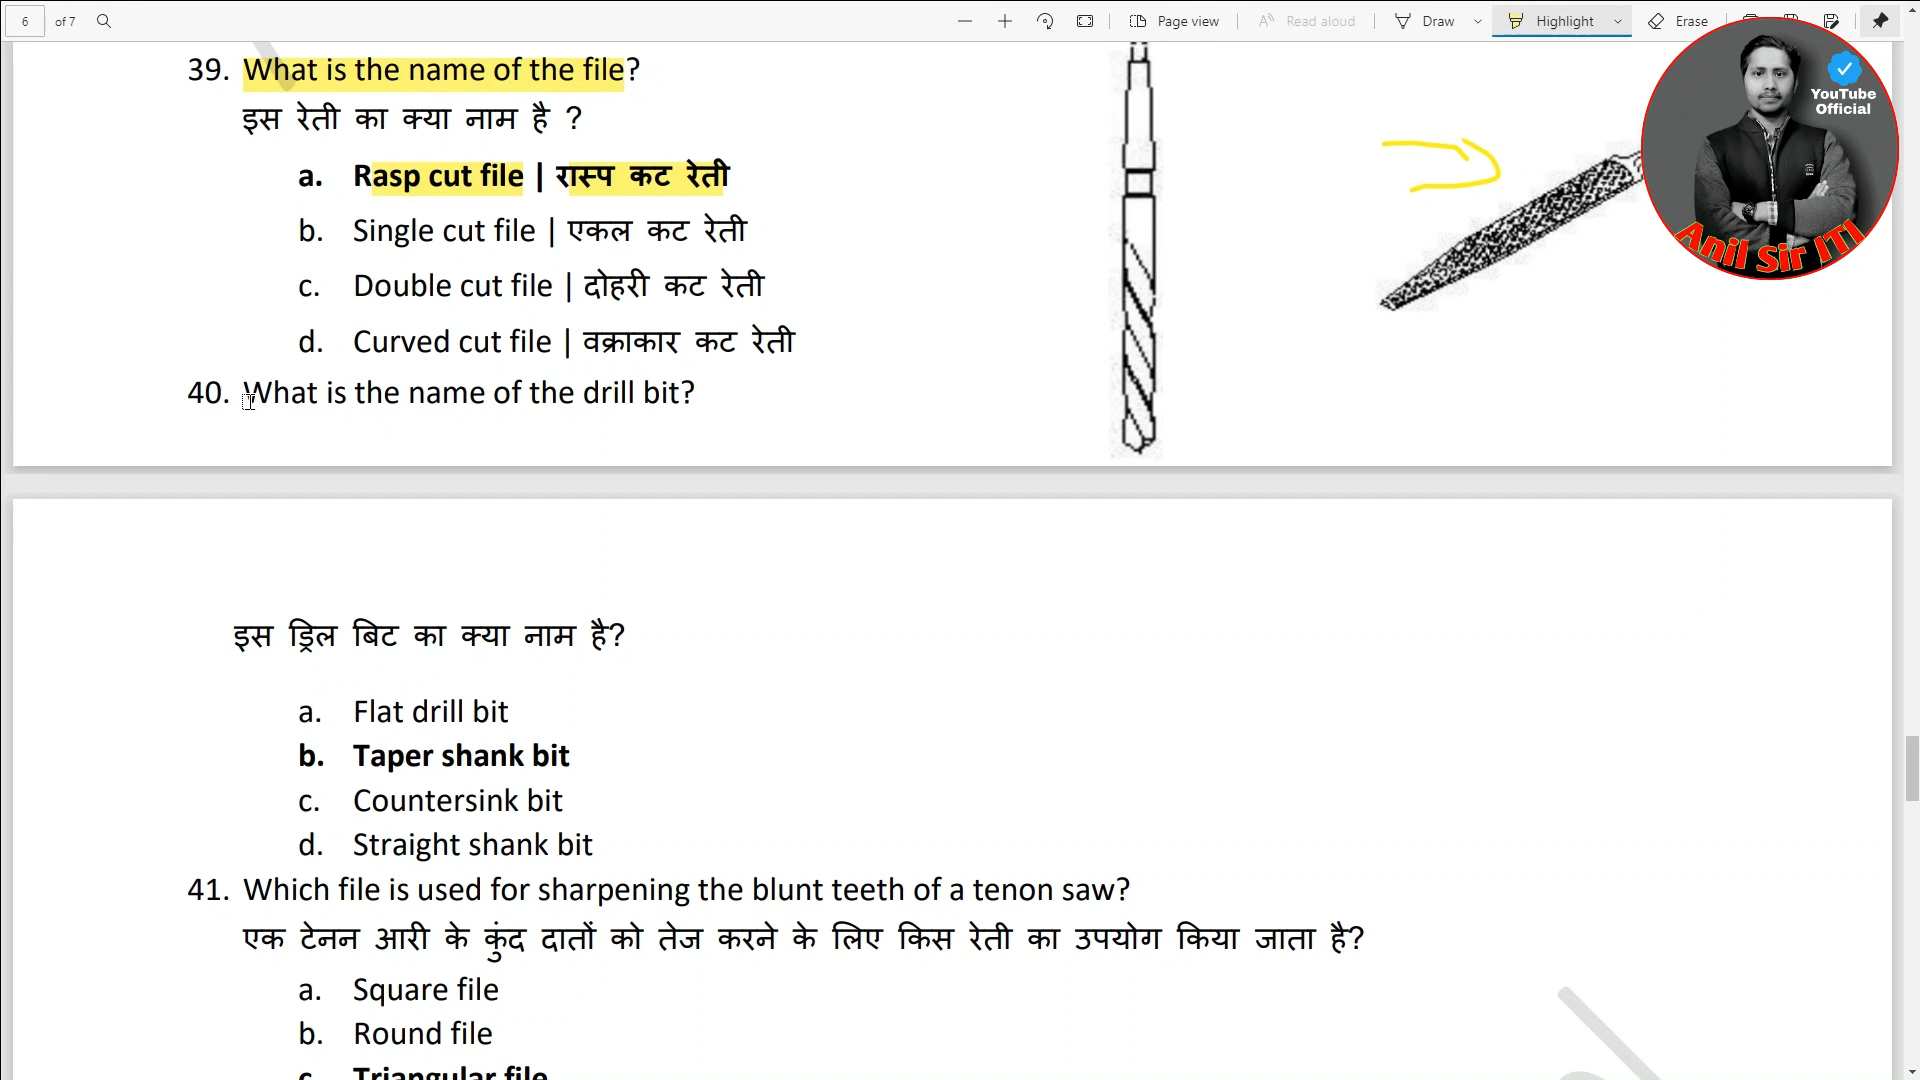 6 of 7 Page view Read aloud Draw Highlight Erase
39. What is the name of the file?
इस रेती का क्या नाम है ?
a. Rasp cut file | रास्प कट रेती
b. Single cut file | एकल कट रेती
c. Double cut file | दोहरी कट रेती
d. Curved cut file | वक्राकार कट रेती
40. What is the name of the drill bit?
YouTube
Official
Anil Sir ITI
इस ड्रिल बिट का क्या नाम है?
a. Flat drill bit
b. Taper shank bit
c. Countersink bit
d. Straight shank bit
41. Which file is used for sharpening the blunt teeth of a tenon saw?
एक टेनन आरी के कुंद दातों को तेज करने के लिए किस रेती का उपयोग किया जाता है?
a. Square file
b. Round file
c. Triangular file